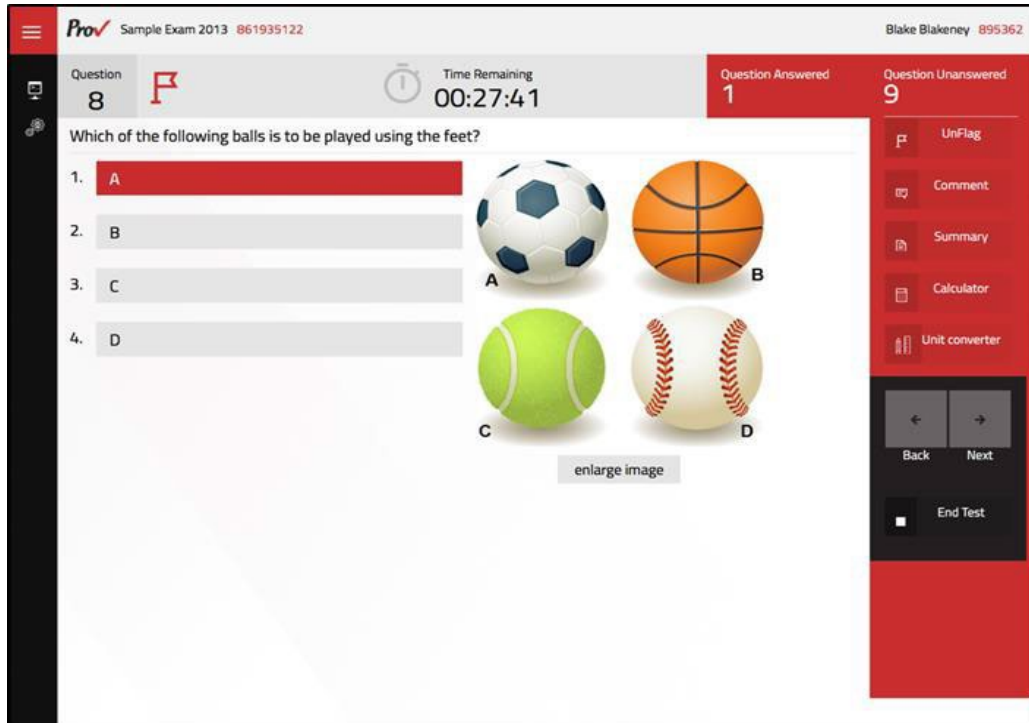 Prov Sample Exam 2013 861935122
Blake Blakeney 895362
Question
8
Time Remaining
00:27:41
Question Answered
1
Question Unanswered
9
Which of the following balls is to be played using the feet?
1. A
2. B
3. C
4. D
A
B
C
D
enlarge image
UnFlag
Comment
Summary
Calculator
Unit converter
Back
Next
End Test